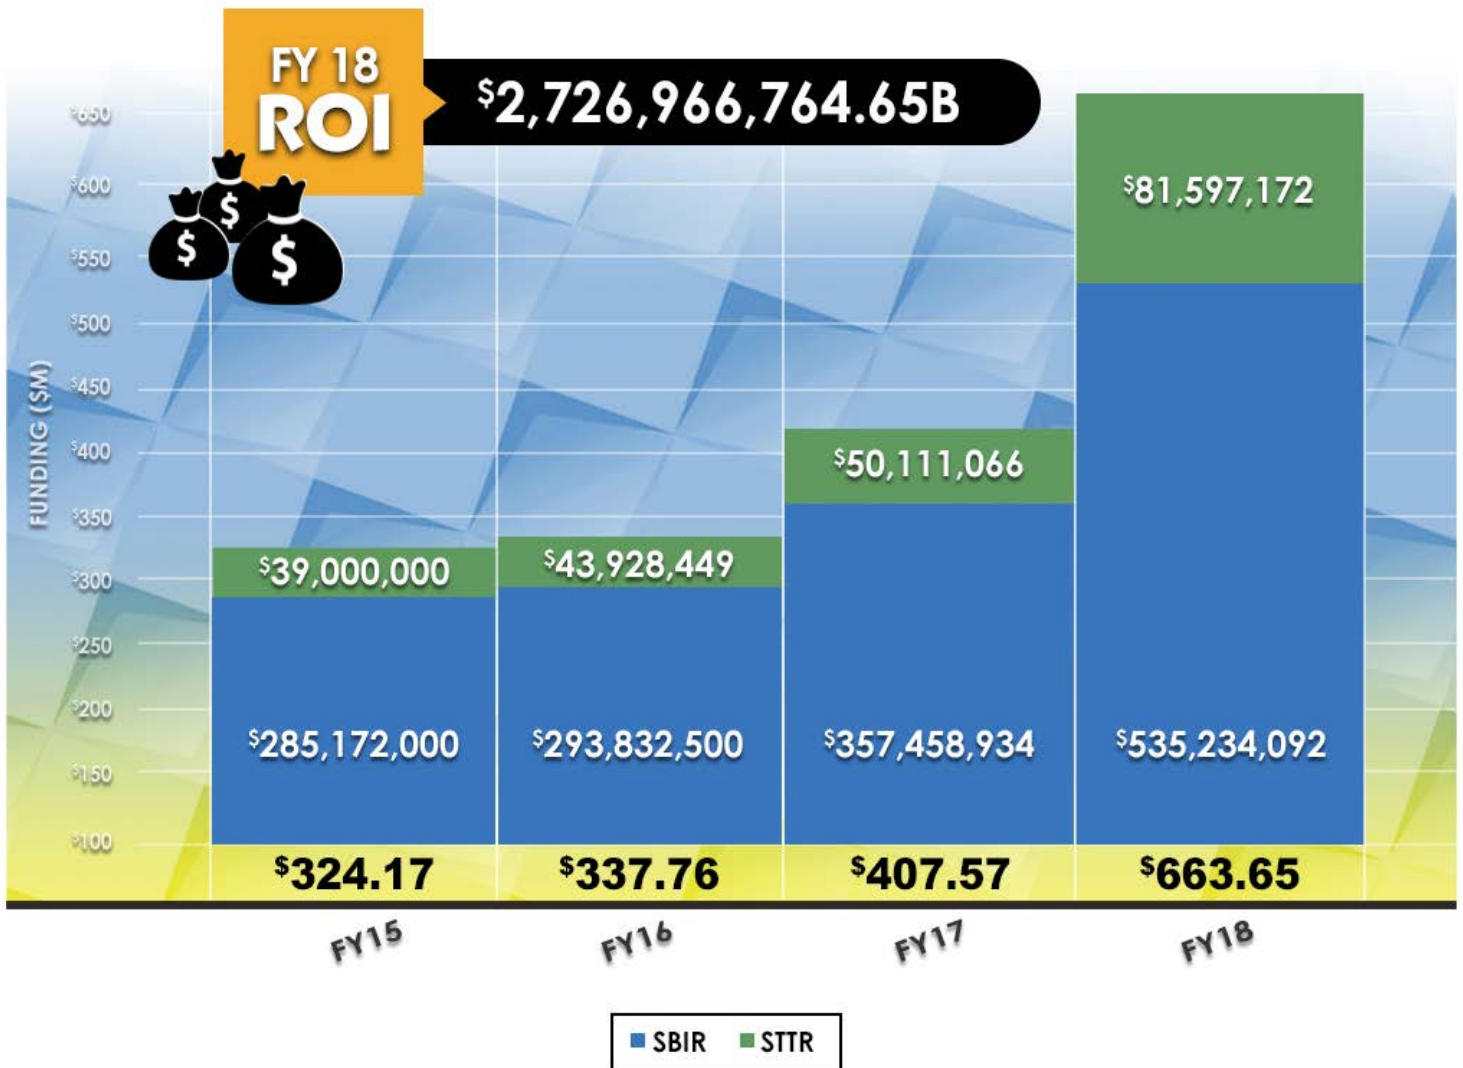 FY 18
ROI
$2,726,966,764.65B
$
$
$
FUNDING ($M)
$650
$600
$550
$500
$450
$400
$350
$300
$250
$200
$150
$100
$39,000,000
$285,172,000
$324.17
$43,928,449
$293,832,500
$337.76
$50,111,066
$357,458,934
$407.57
$81,597,172
$535,234,092
$663.65
FY15
FY16
FY17
FY18
SBIR
STTR